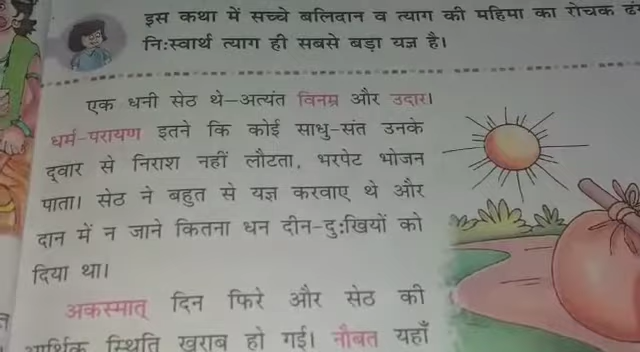 इस कथा में सच्चे बलिदान व त्याग की महिमा का रोचक
नि:स्वार्थ त्याग ही सबसे बड़ा यज्ञ है।
एक धनी सेठ थे—अत्यंत विनम्र और उदार।
धर्म-परायण इतने कि कोई साधु-संत उनके
द्वार से निराश नहीं लौटता, भरपेट भोजन
पाता। सेठ ने बहुत से यज्ञ करवाए थे और
दान में न जाने कितना धन दीन-दु:खियों को
दिया था।
अकस्मात् दिन फिरे और सेठ की
आर्थिक स्थिति खराब हो गई। नौबत यहाँ